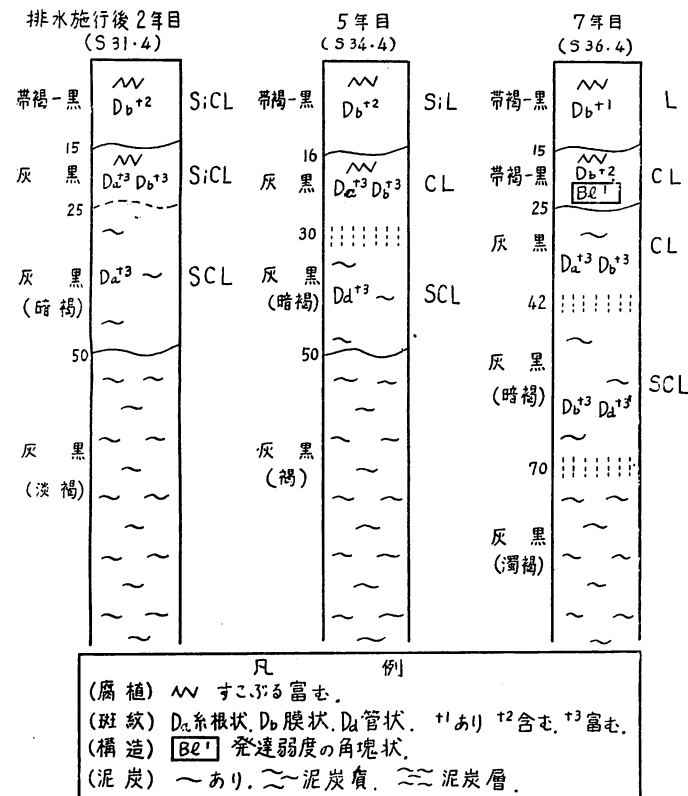 排水施行後2年目
(S31.4)
帯褐-黒
Db+2
SiCL
15
灰 黒
Da+3 Db+3
SiCL
25
灰 黒
(暗褐)
Da+3
SCL
50
灰 黒
(淡褐)
5年目
(S34.4)
帯褐-黒
Db+2
SiL
16
灰 黒
Da+3 Db+3
CL
30
灰 黒
(暗褐)
Dd+3
SCL
50
灰 黒
(褐)
7年目
(S36.4)
帯褐-黒
Db+1
L
15
帯褐-黒
Db+2
Bl1
CL
25
灰 黒
Da+3 Db+3
CL
42
灰 黒
(暗褐)
Db+3 Dd+3
SCL
70
灰 黒
(濁褐)
凡 例
(腐植) すこぶる富む.
(斑紋) Da糸根状. Db膜状. Dd管状. +1あり +2含む. +3富む.
(構造) Bl1 発達弱度の角塊状.
(泥炭) あり. 泥炭質. 泥炭層.